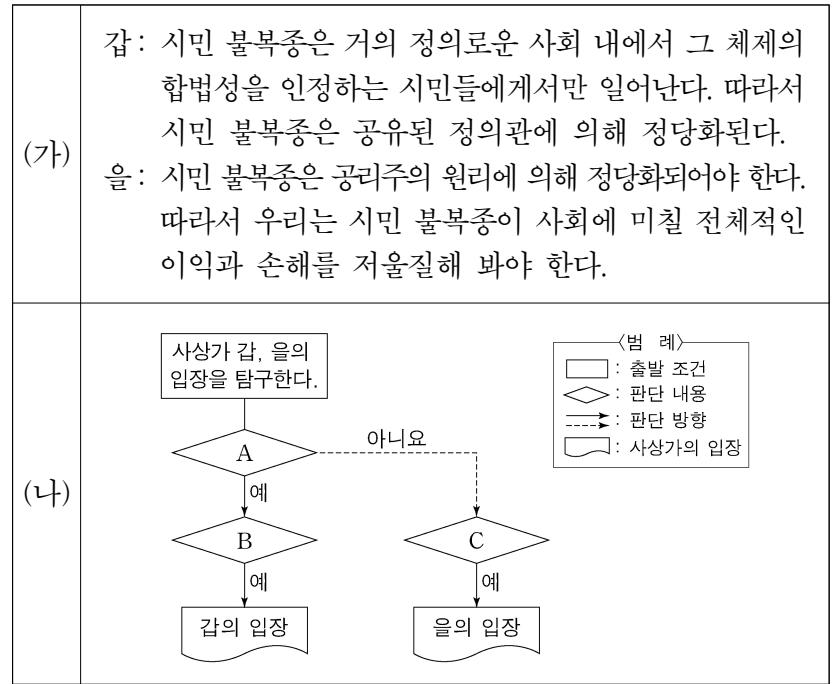 (가)
갑: 시민 불복종은 거의 정의로운 사회 내에서 그 체제의
합법성을 인정하는 시민들에게서만 일어난다. 따라서
시민 불복종은 공유된 정의관에 의해 정당화된다.
을: 시민 불복종은 공리주의 원리에 의해 정당화되어야 한다.
따라서 우리는 시민 불복종이 사회에 미칠 전체적인
이익과 손해를 저울질해 봐야 한다.
(나)
사상가 갑, 을의
입장을 탐구한다.
〈범 례〉
: 출발 조건
: 판단 내용
: 판단 방향
: 사상가의 입장
A
아니요
예
B
C
예
예
갑의 입장
을의 입장